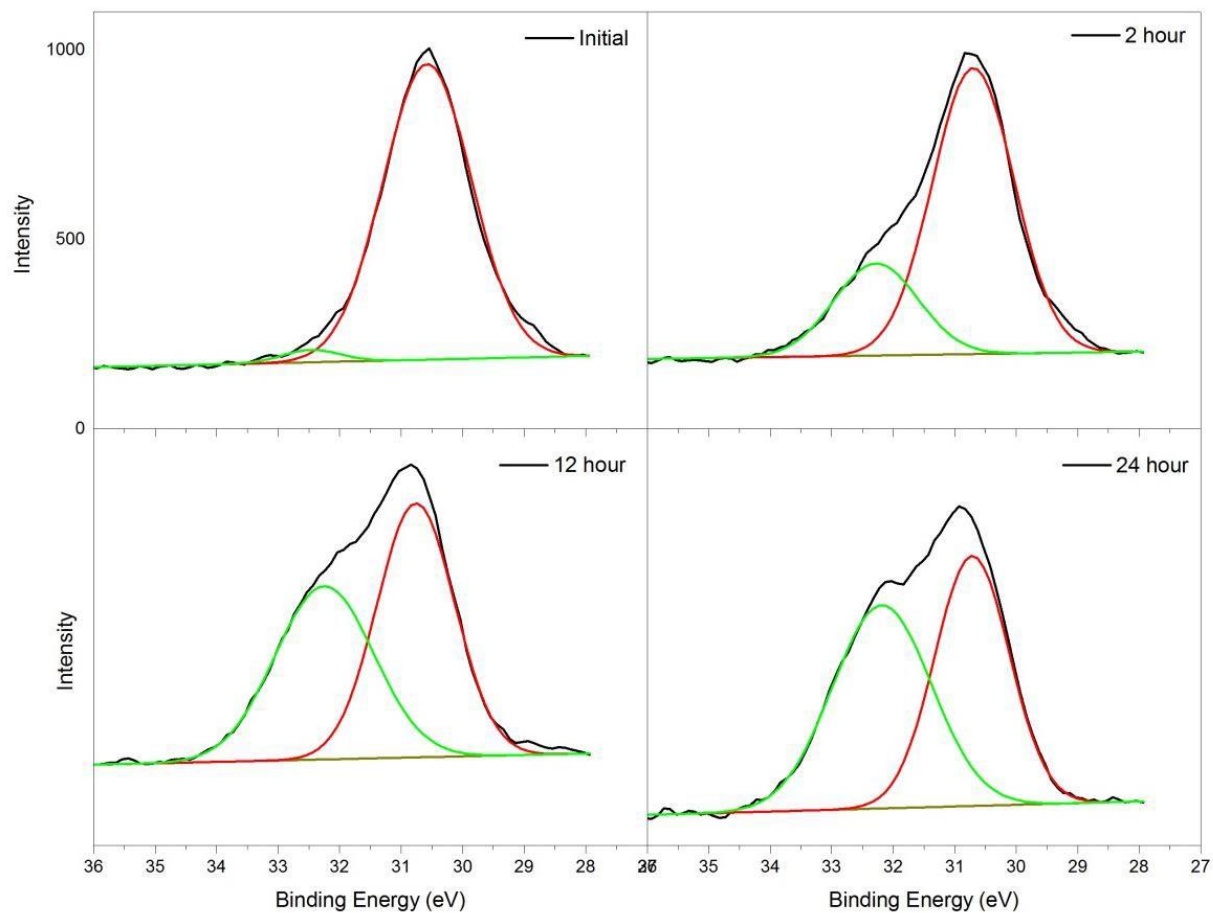 Initial
2 hour
1000
500
0
Intensity
12 hour
24 hour
Intensity
36 35 34 33 32 31 30 29 28
35 34 33 32 31 30 29 28 27
Binding Energy (eV)
Binding Energy (eV)